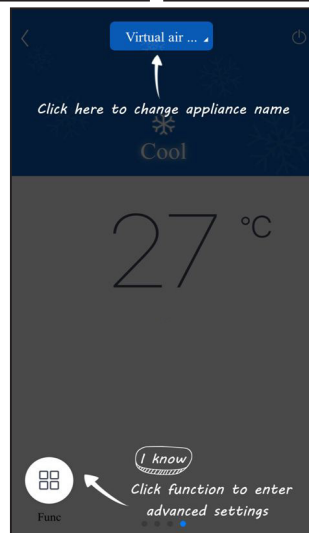 Virtual air ...
Click here to change appliance name
Cool
27 °C
I know
Click function to enter
advanced settings
Func